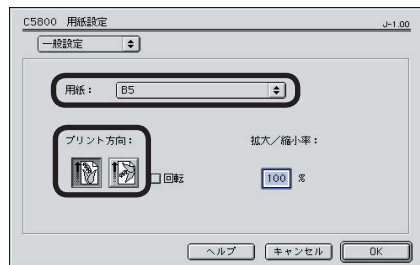 C5800 用紙設定 J-1.00
一般設定
用紙： B5
プリント方向： 拡大／縮小率：
回転 100 %
ヘルプ キャンセル OK